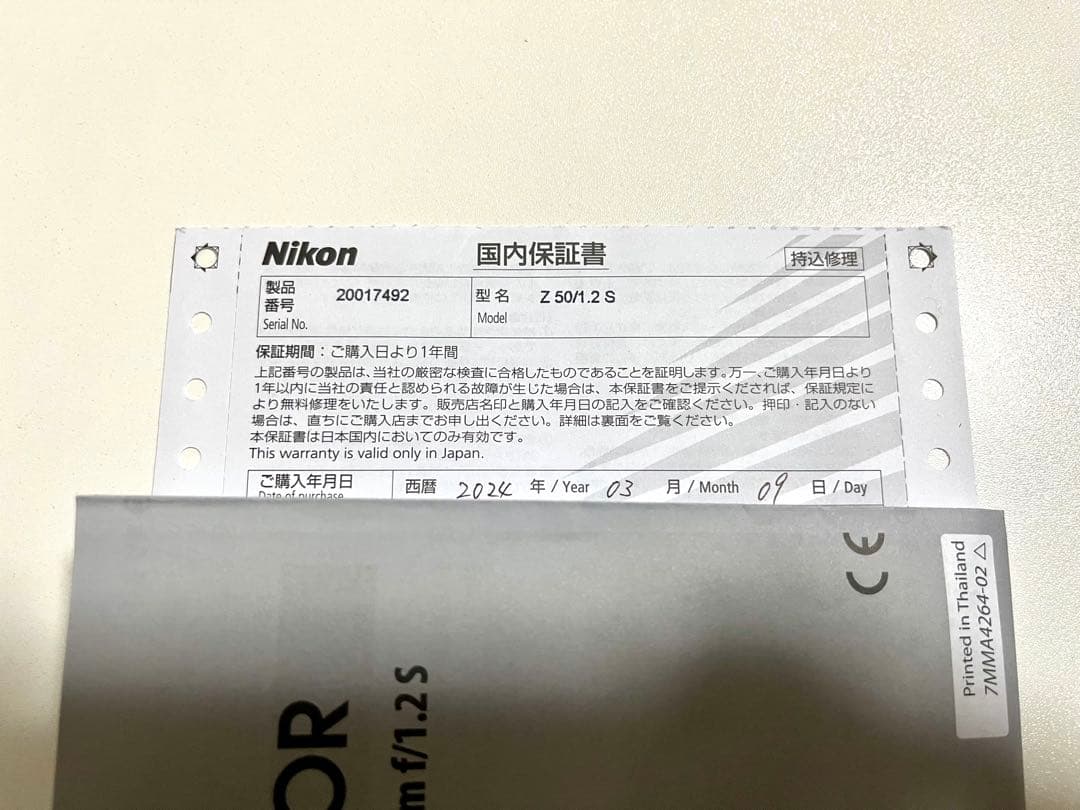 Nikon 国内保証書 持込修理
製品番号 20017492 型名 Z 50/1.2 S
Serial No. Model
保証期間：ご購入日より1年間
上記番号の製品は、当社の厳密な検査に合格したものであることを証明します。万一、ご購入年月日より
1年以内に当社の責任と認められる故障が生じた場合は、本保証書をご提示くだされば、保証規定に
より無料修理をいたします。販売店名印と購入年月日の記入をご確認ください。押印・記入のない
場合は、直ちにご購入店までお申し出ください。詳細は裏面をご覧ください。
本保証書は日本国内においてのみ有効です。
This warranty is valid only in Japan.
ご購入年月日 西暦 2024 年 / Year 03 月 / Month 09 日 / Day
Date of purchase
CE
Printed in Thailand
7MMA4264-02 △
OR
m f/1.2 S